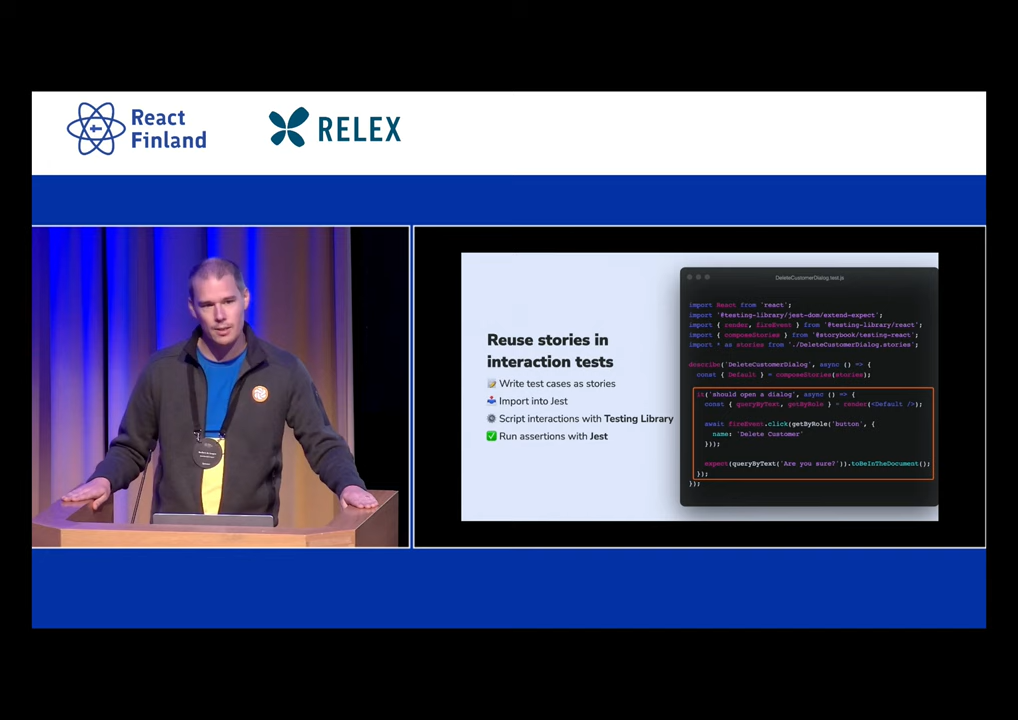 React
Finland
RELEX
Reuse stories in
interaction tests
Write test cases as stories
Import into Jest
Script interactions with Testing Library
Run assertions with Jest
DeleteCustomerDialog.test.js
import React from 'react';
import '@testing-library/jest-dom/extend-expect';
import { render, fireEvent } from '@testing-library/react';
import { composeStories } from '@storybook/testing-react';
import * as stories from './DeleteCustomerDialog.stories';
describe('DeleteCustomerDialog', async () => {
const { Default } = composeStories(stories);
it('should open a dialog', async () => {
const { queryByText, getByRole } = render(<Default />);
await fireEvent.click(getByRole('button', {
name: 'Delete Customer'
}));
expect(queryByText('Are you sure?')).toBeInTheDocument();
});
});